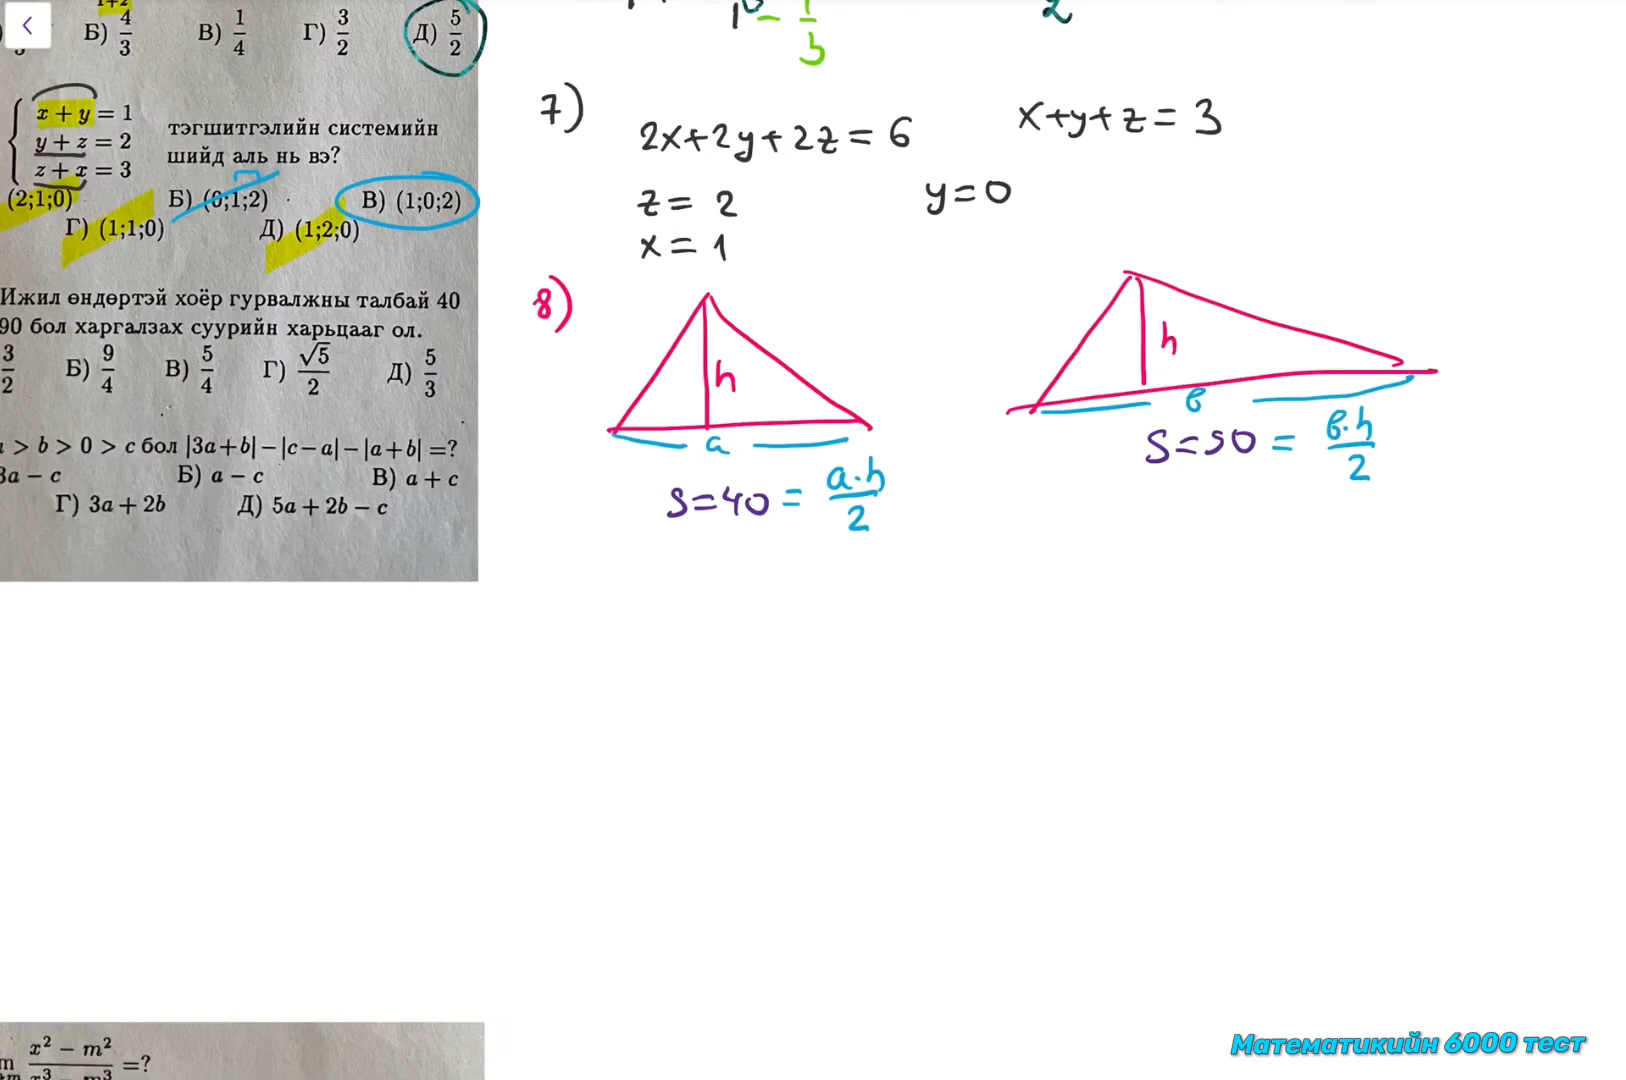 Б) 4/3 В) 1/4 Г) 3/2 Д) 5/2
x + y = 1
y + z = 2
z + x = 3
тэгшитгэлийн системийн
шийд аль нь вэ?
(2;1;0) Б) (0;1;2) В) (1;0;2)
Г) (1;1;0) Д) (1;2;0)
Ижил өндөртэй хоёр гурвалжны талбай 40
90 бол харгалзах суурийн харьцааг ол.
3/2 Б) 9/4 В) 5/4 Г) √5/2 Д) 5/3
> b > 0 > c бол |3a+b|−|c−a|−|a+b| =?
3a − c Б) a − c В) a + c
Г) 3a + 2b Д) 5a + 2b − c
7)
2x+2y+2z = 6
x+y+z = 3
z = 2
y=0
x = 1
8)
h
a
S=40 = a·h/2
h
в
S=90 = в·h/2
x² − m²
=?
Математикийн 6000 тест